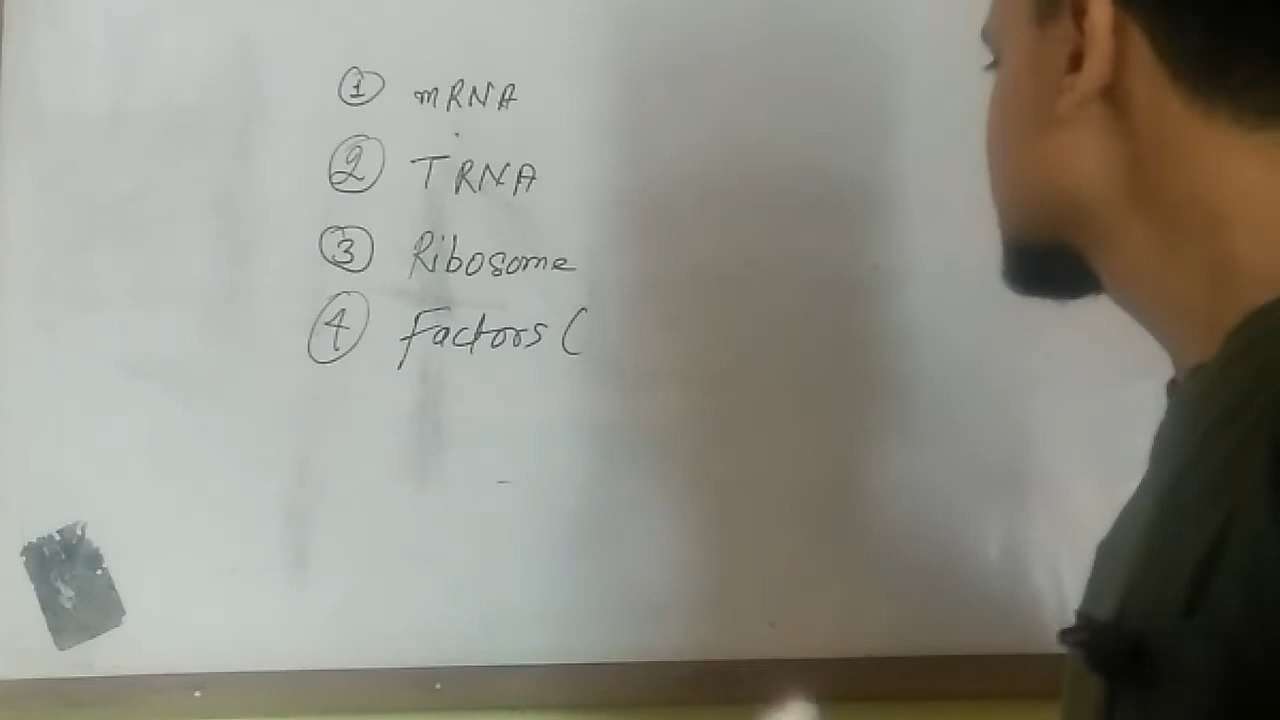 ① mRNA
② TRNA
③ Ribosome
④ Factors (